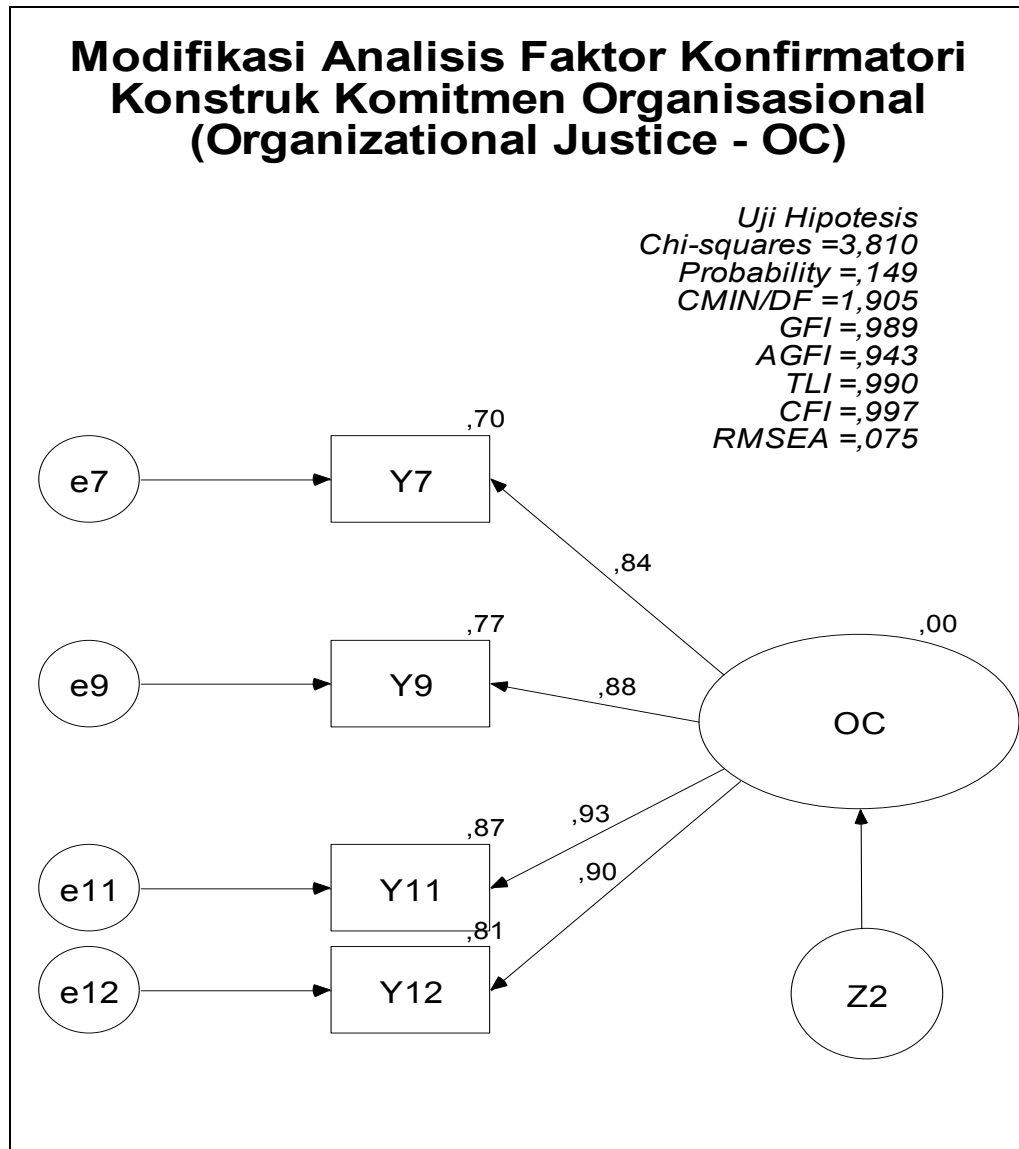 Modifikasi Analisis Faktor Konfirmatori
Konstruk Komitmen Organisasional
(Organizational Justice - OC)
Uji Hipotesis
Chi-squares =3,810
Probability =,149
CMIN/DF =1,905
GFI =,989
AGFI =,943
TLI =,990
CFI =,997
RMSEA =,075
,70
e7
Y7
,84
,77
e9
Y9
,88
,00
OC
,87
e11
Y11
,93
,90
,81
e12
Y12
Z2